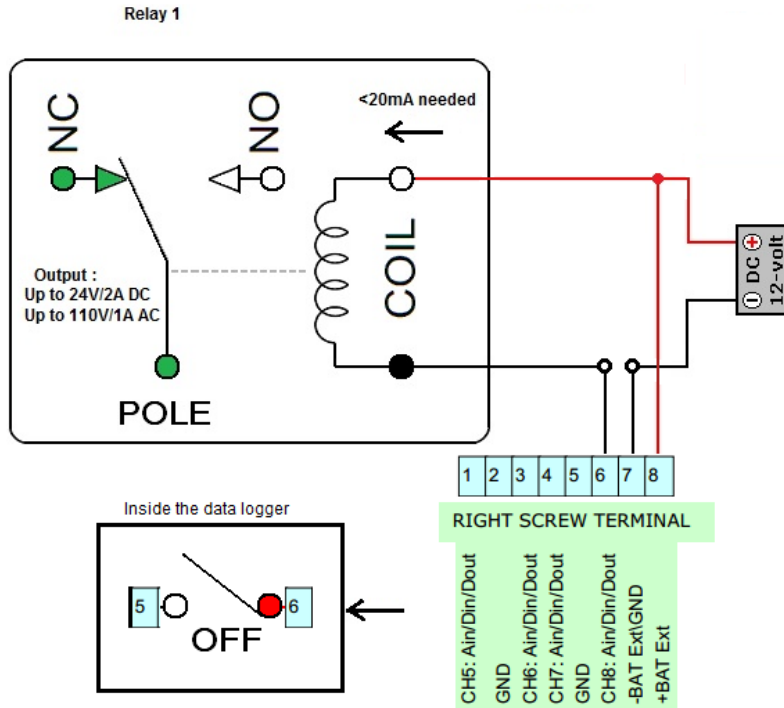 Relay 1
NC
NO
<20mA needed
COIL
Output :
Up to 24V/2A DC
Up to 110V/1A AC
POLE
DC
12-volt
1 2 3 4 5 6 7 8
RIGHT SCREW TERMINAL
CH5: Ain/Din/Dout
GND
CH6: Ain/Din/Dout
CH7: Ain/Din/Dout
GND
CH8: Ain/Din/Dout
-BAT Ext\GND
+BAT Ext
Inside the data logger
5
6
OFF